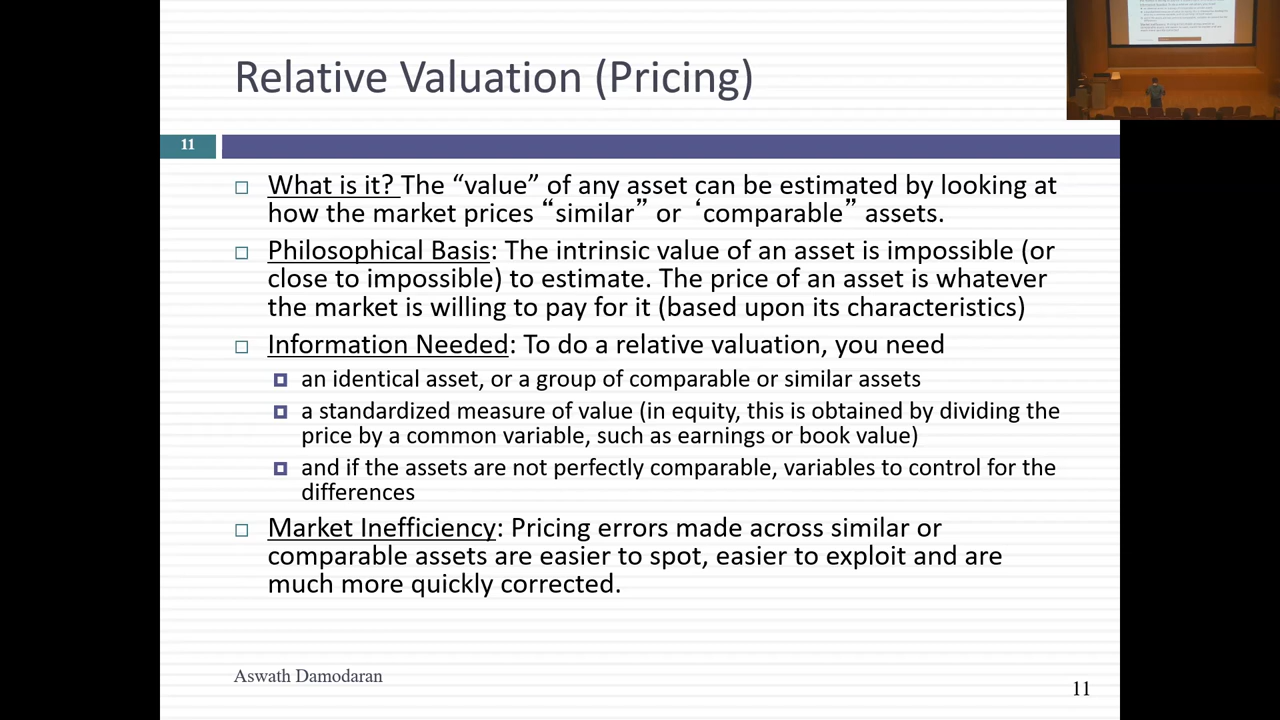 Relative Valuation (Pricing)
11
What is it? The “value” of any asset can be estimated by looking at
how the market prices “similar” or ‘comparable” assets.
Philosophical Basis: The intrinsic value of an asset is impossible (or
close to impossible) to estimate. The price of an asset is whatever
the market is willing to pay for it (based upon its characteristics)
Information Needed: To do a relative valuation, you need
an identical asset, or a group of comparable or similar assets
a standardized measure of value (in equity, this is obtained by dividing the
price by a common variable, such as earnings or book value)
and if the assets are not perfectly comparable, variables to control for the
differences
Market Inefficiency: Pricing errors made across similar or
comparable assets are easier to spot, easier to exploit and are
much more quickly corrected.
Aswath Damodaran
11